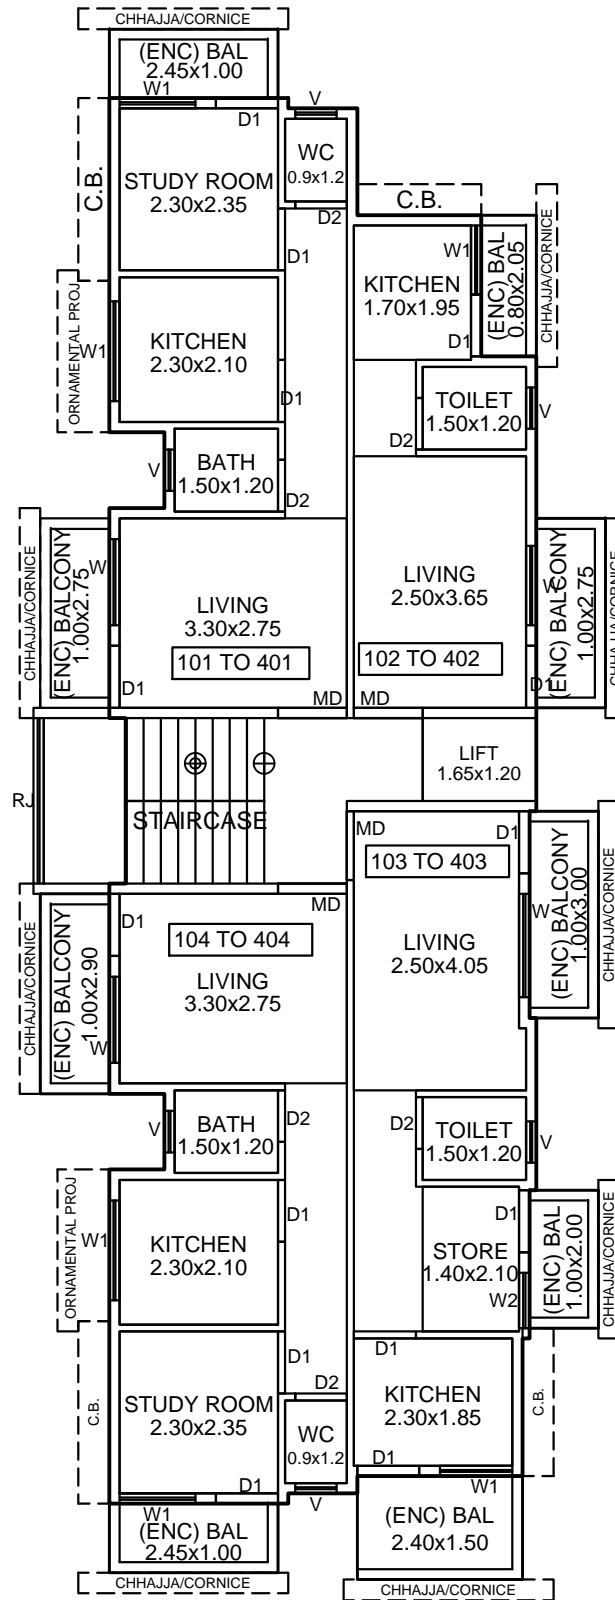 CHHAJJA/CORNICE
(ENC) BAL
2.45x1.00
W1
D1
V
WC
0.9x1.2
D2
C.B.
STUDY ROOM
2.30x2.35
D1
C.B.
W1
KITCHEN
1.70x1.95
D1
(ENC) BAL
0.80x2.05
CHHAJJA/CORNICE
ORNAMENTAL PROJ
W1
KITCHEN
2.30x2.10
D1
TOILET
1.50x1.20
V
D2
V
BATH
1.50x1.20
D2
CHHAJJA/CORNICE
(ENC) BALCONY
1.00x2.75
W
LIVING
3.30x2.75
101 TO 401
D1
MD
LIVING
2.50x3.65
102 TO 402
MD
W
D1
(ENC) BALCONY
1.00x2.75
CHHAJJA/CORNICE
LIFT
1.65x1.20
RJ
STAIRCASE
MD
D1
103 TO 403
LIVING
2.50x4.05
W
(ENC) BALCONY
1.00x3.00
CHHAJJA/CORNICE
MD
D1
104 TO 404
LIVING
3.30x2.75
W
(ENC) BALCONY
1.00x2.90
CHHAJJA/CORNICE
V
BATH
1.50x1.20
D2
D2
TOILET
1.50x1.20
V
ORNAMENTAL PROJ
W1
KITCHEN
2.30x2.10
D1
D1
STORE
1.40x2.10
W2
(ENC) BAL
1.00x2.00
CHHAJJA/CORNICE
C.B.
STUDY ROOM
2.30x2.35
D1
D2
D1
W1
WC
0.9x1.2
V
D1
KITCHEN
2.30x1.85
D1
W1
C.B.
(ENC) BAL
2.45x1.00
CHHAJJA/CORNICE
(ENC) BAL
2.40x1.50
CHHAJJA/CORNICE